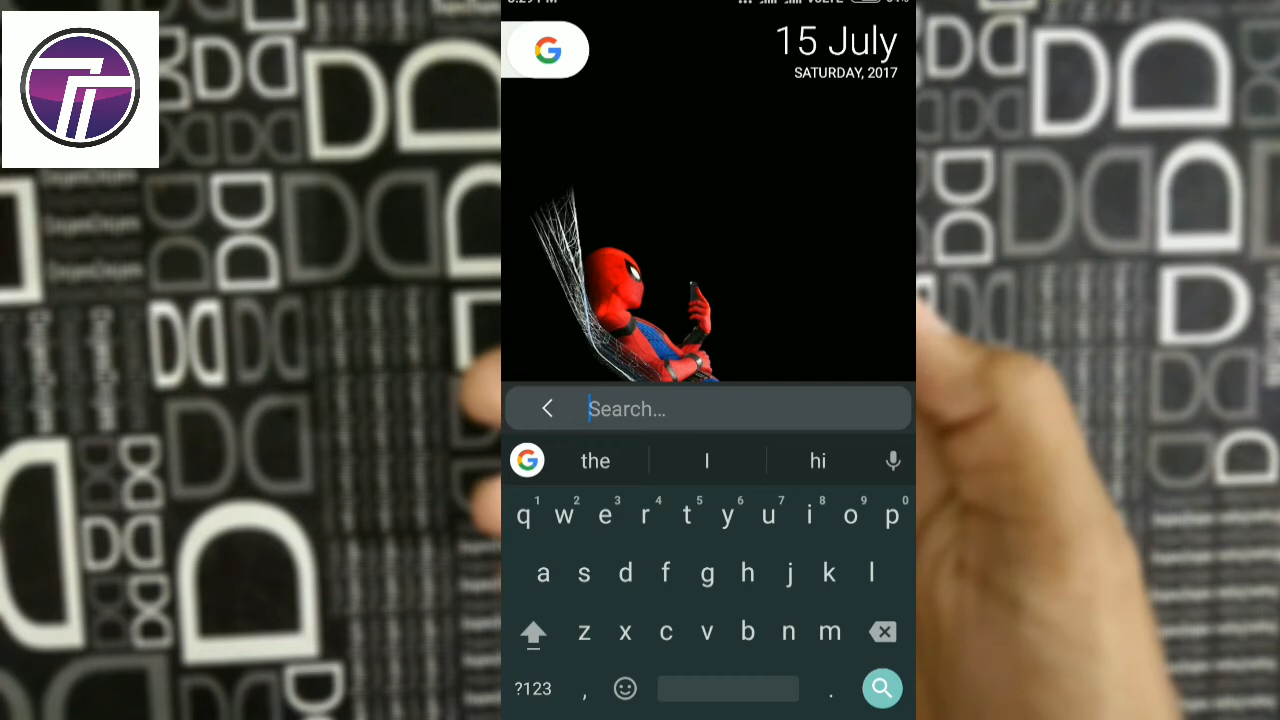 15 July
SATURDAY, 2017
Search...
the I hi
1 2 3 4 5 6 7 8 9 0
q w e r t y u i o p
a s d f g h j k l
z x c v b n m
?123 , .